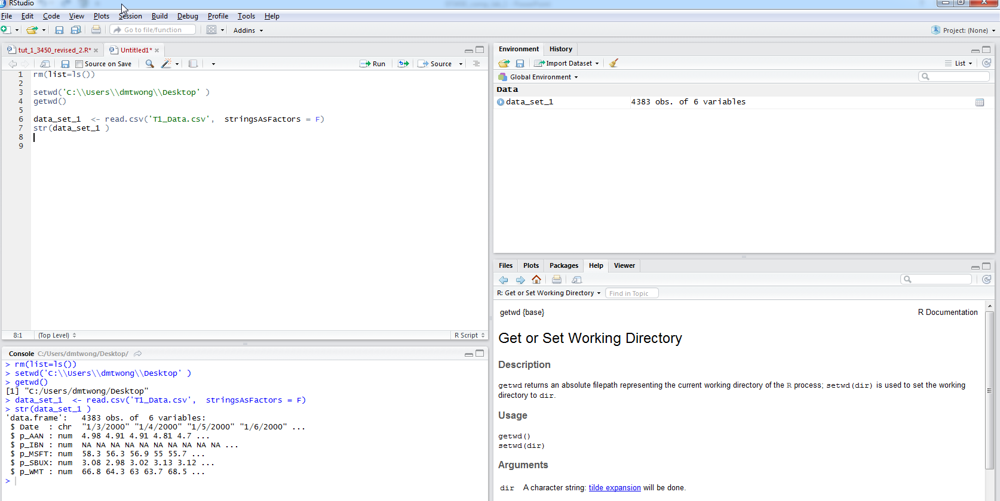 RStudio
File Edit Code View Plots Session Build Debug Profile Tools Help
Go to file/function Addins Project: (None)
tut_1_3450_revised_2.R* Untitled1*
Source on Save Run Source
1 rm(list=ls())
2
3 setwd('C:\\Users\\dmtwong\\Desktop' )
4 getwd()
5
6 data_set_1  <- read.csv('T1_Data.csv',  stringsAsFactors = F)
7 str(data_set_1 )
8
9
8:1 (Top Level) R Script
Console C:/Users/dmtwong/Desktop/
> rm(list=ls())
> setwd('C:\\Users\\dmtwong\\Desktop' )
> getwd()
[1] "C:/Users/dmtwong/Desktop"
> data_set_1  <- read.csv('T1_Data.csv',  stringsAsFactors = F)
> str(data_set_1 )
'data.frame':   4383 obs. of  6 variables:
 $ Date  : chr  "1/3/2000" "1/4/2000" "1/5/2000" "1/6/2000" ...
 $ p_AAN : num  4.98 4.91 4.91 4.81 4.7 ...
 $ p_IBN : num  NA NA NA NA NA NA NA NA NA NA ...
 $ p_MSFT: num  58.3 56.3 56.9 55 55.7 ...
 $ p_SBUX: num  3.08 2.98 3.02 3.13 3.12 ...
 $ p_WMT : num  66.8 64.3 63 63.7 68.5 ...
>
Environment History
Import Dataset List
Global Environment
Data
data_set_1 4383 obs. of 6 variables
Files Plots Packages Help Viewer
R: Get or Set Working Directory Find in Topic
getwd {base} R Documentation
Get or Set Working Directory
Description
getwd returns an absolute filepath representing the current working directory of the R process; setwd(dir) is used to set the working
directory to dir.
Usage
getwd()
setwd(dir)
Arguments
dir A character string: tilde expansion will be done.